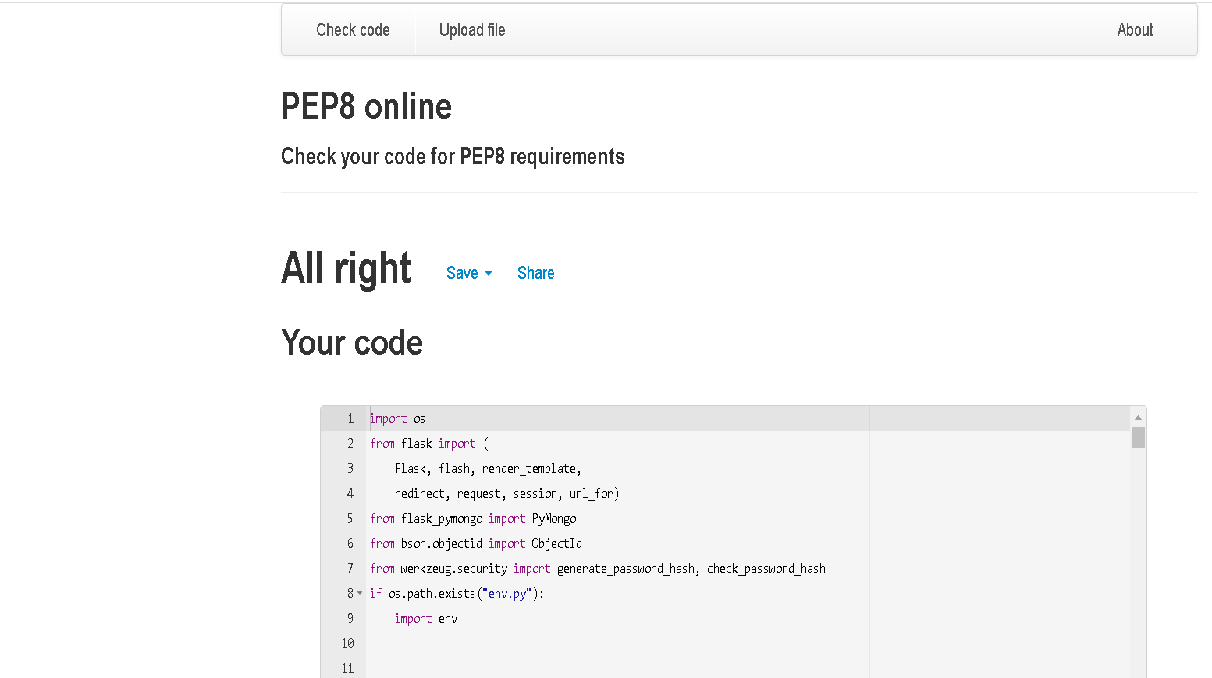 Check code Upload file About
PEP8 online
Check your code for PEP8 requirements
All right Save Share
Your code
1 import os
2 from flask import (
3 Flask, flash, render_template,
4 redirect, request, session, url_for)
5 from flask_pymongo import PyMongo
6 from bson.objectid import ObjectId
7 from werkzeug.security import generate_password_hash, check_password_hash
8 if os.path.exists("env.py"):
9 import env
10
11